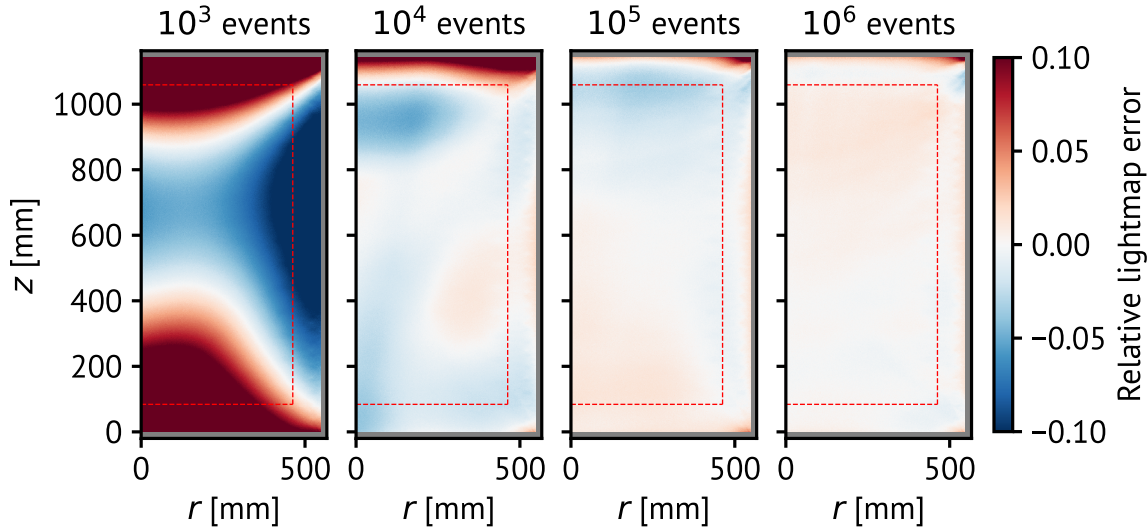 10³ events 10⁴ events 10⁵ events 10⁶ events
z [mm]
1000
800
600
400
200
0
0 500 0 500 0 500 0 500
r [mm] r [mm] r [mm] r [mm]
0.10
0.05
0.00
−0.05
−0.10
Relative lightmap error